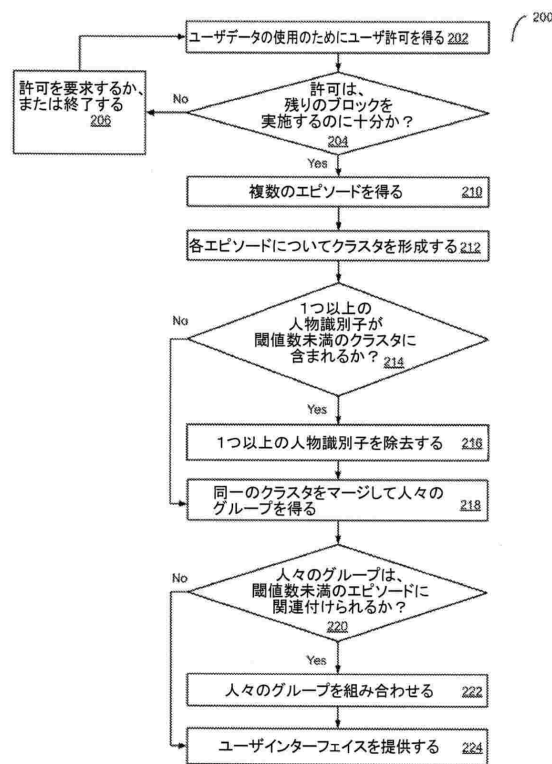 200
ユーザデータの使用のためにユーザ許可を得る 202
許可を要求するか、
または終了する
206
No
許可は、
残りのブロックを
実施するのに十分か?
204
Yes
複数のエピソードを得る 210
各エピソードについてクラスタを形成する 212
1つ以上の
人物識別子が
閾値数未満のクラスタに
含まれるか? 214
No
Yes
1つ以上の人物識別子を除去する 216
同一のクラスタをマージして人々の
グループを得る 218
人々のグループは、
閾値数未満のエピソードに
関連付けられるか?
220
No
Yes
人々のグループを組み合わせる 222
ユーザインターフェイスを提供する 224